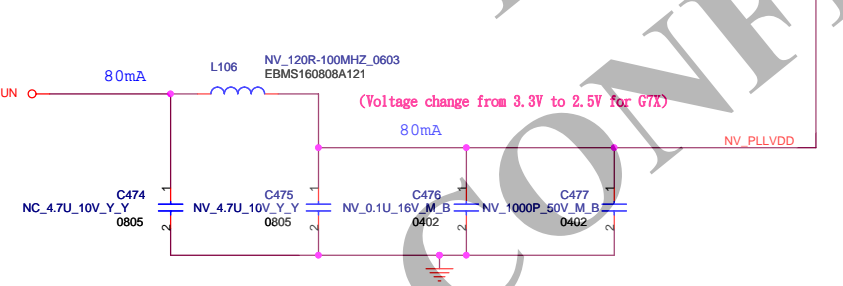 80mA
L106
NV_120R-100MHZ_0603
EBMS160808A121
UN
(Voltage change from 3.3V to 2.5V for G7X)
80mA
NV_PLLVDD
C474
NC_4.7U_10V_Y_Y
0805
1
2
C475
NV_4.7U_10V_Y_Y
0805
1
2
C476
NV_0.1U_16V_M_B
0402
1
2
C477
NV_1000P_50V_M_B
0402
1
2
CONF